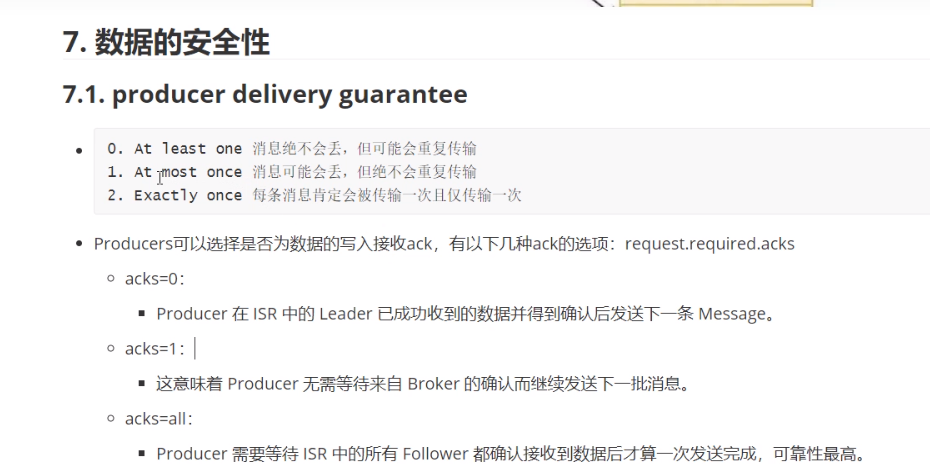 7. 数据的安全性
7.1. producer delivery guarantee
0. At least one 消息绝不会丢，但可能会重复传输
1. At most once 消息可能会丢，但绝不会重复传输
2. Exactly once 每条消息肯定会被传输一次且仅传输一次
Producers可以选择是否为数据的写入接收ack，有以下几种ack的选项：request.required.acks
acks=0：
Producer 在 ISR 中的 Leader 已成功收到的数据并得到确认后发送下一条 Message。
acks=1：
这意味着 Producer 无需等待来自 Broker 的确认而继续发送下一批消息。
acks=all：
Producer 需要等待 ISR 中的所有 Follower 都确认接收到数据后才算一次发送完成，可靠性最高。